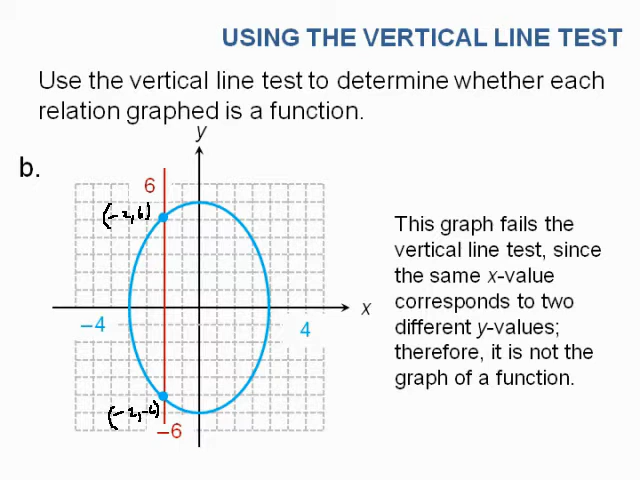 USING THE VERTICAL LINE TEST
Use the vertical line test to determine whether each
relation graphed is a function.
y
b.
6
(-2,6)
This graph fails the
vertical line test, since
the same x-value
corresponds to two
different y-values;
therefore, it is not the
graph of a function.
x
–4
4
(-2,-6)
–6